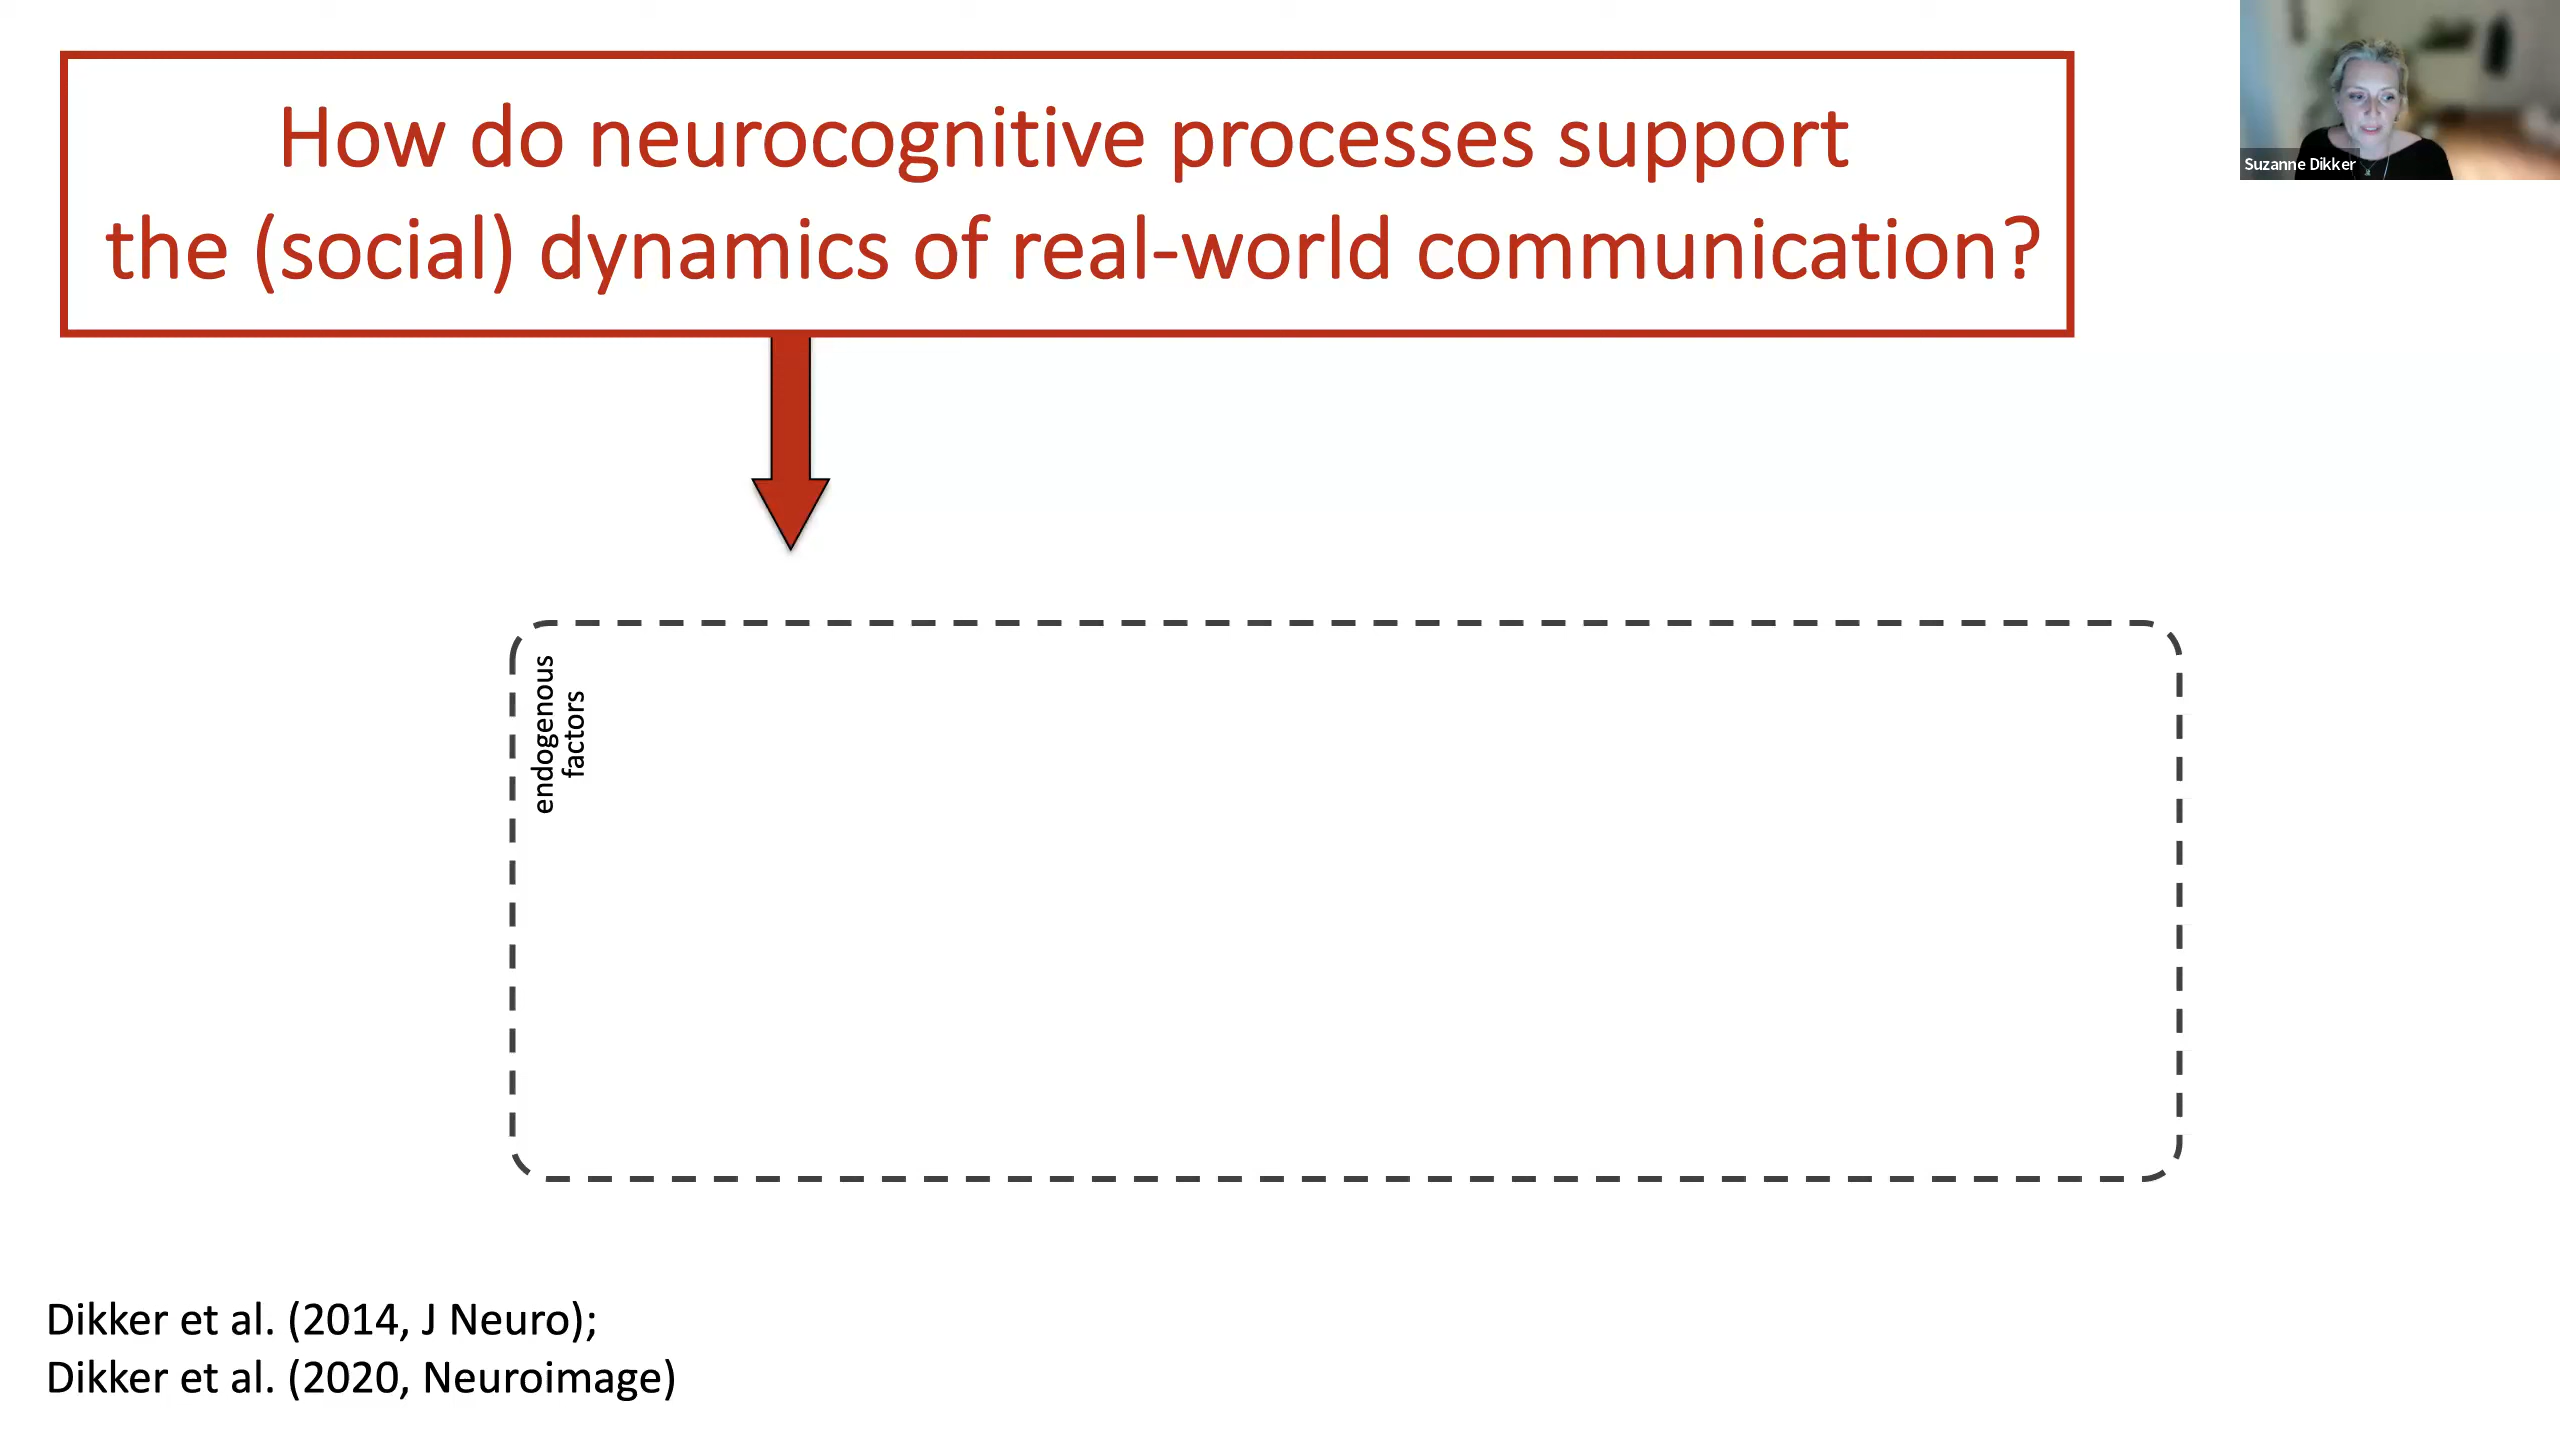 How do neurocognitive processes support
the (social) dynamics of real-world communication?
Suzanne Dikker
endogenous
factors
Dikker et al. (2014, J Neuro);
Dikker et al. (2020, Neuroimage)